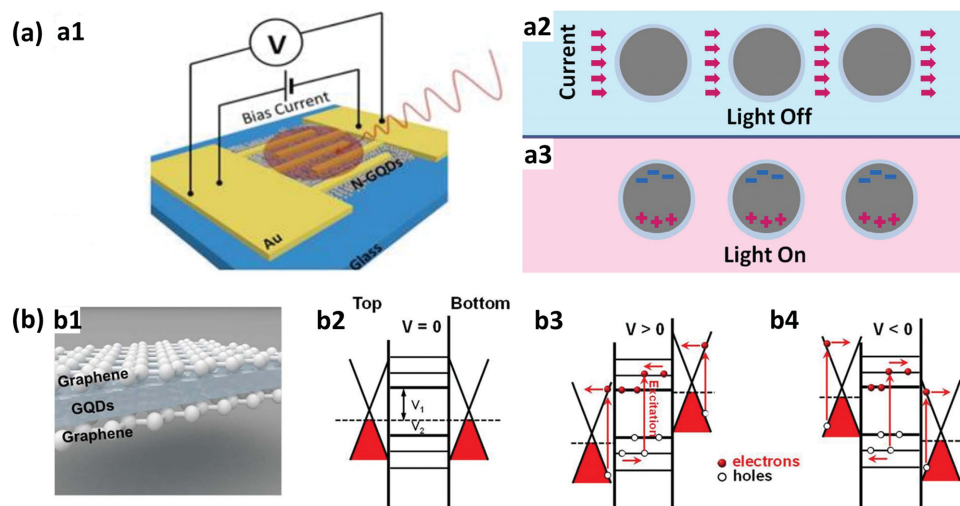 (a) a1
V
Bias Current
N-GQDs
Au
Glass
a2
Current
Light Off
a3
Light On
(b) b1
Graphene
GQDs
Graphene
b2
Top
Bottom
V = 0
V₁
V₂
b3
V > 0
Excitation
b4
V < 0
electrons
holes